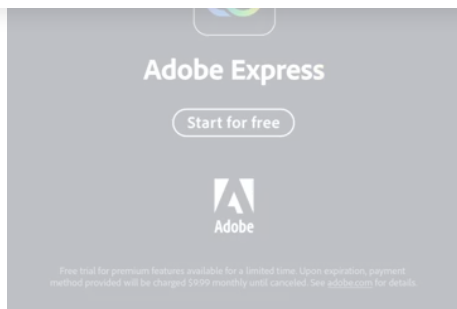 Adobe Express
Start for free
Adobe
Free trial for premium features available for a limited time. Upon expiration, payment
method provided will be charged $9.99 monthly until canceled. See adobe.com for details.